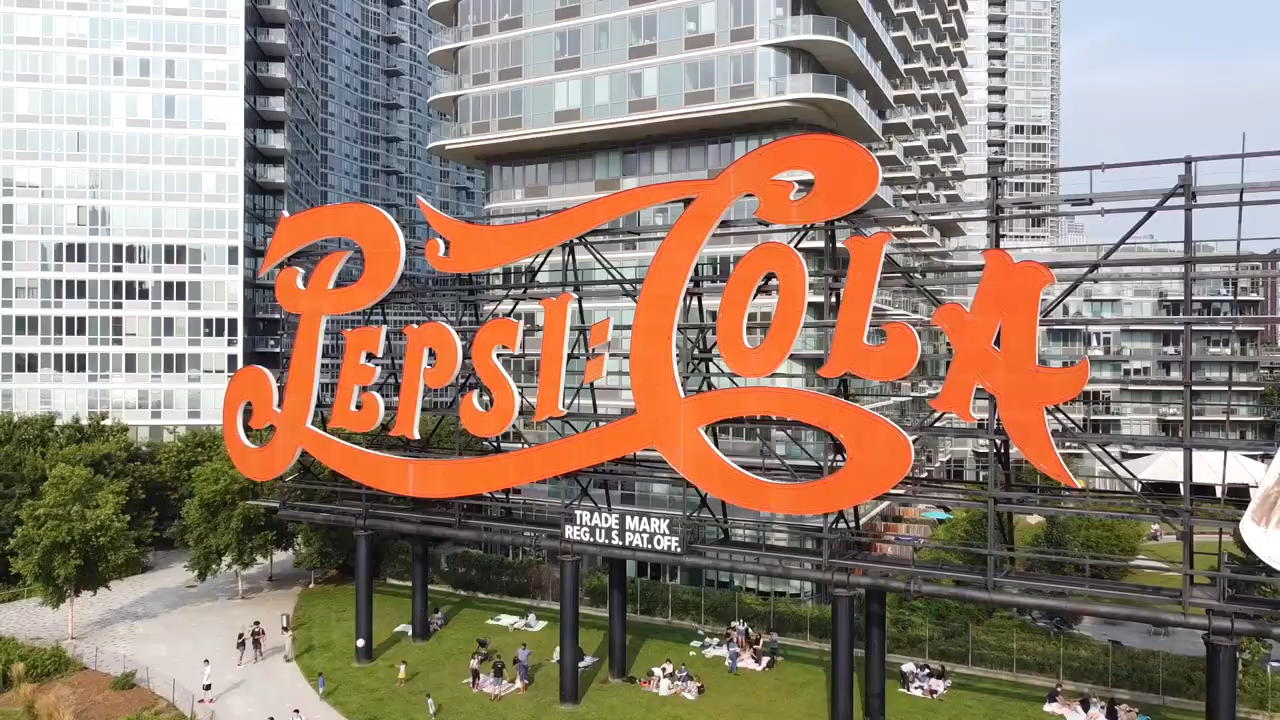 PEPSI:COLA
TRADE MARK
REG. U.S. PAT. OFF.